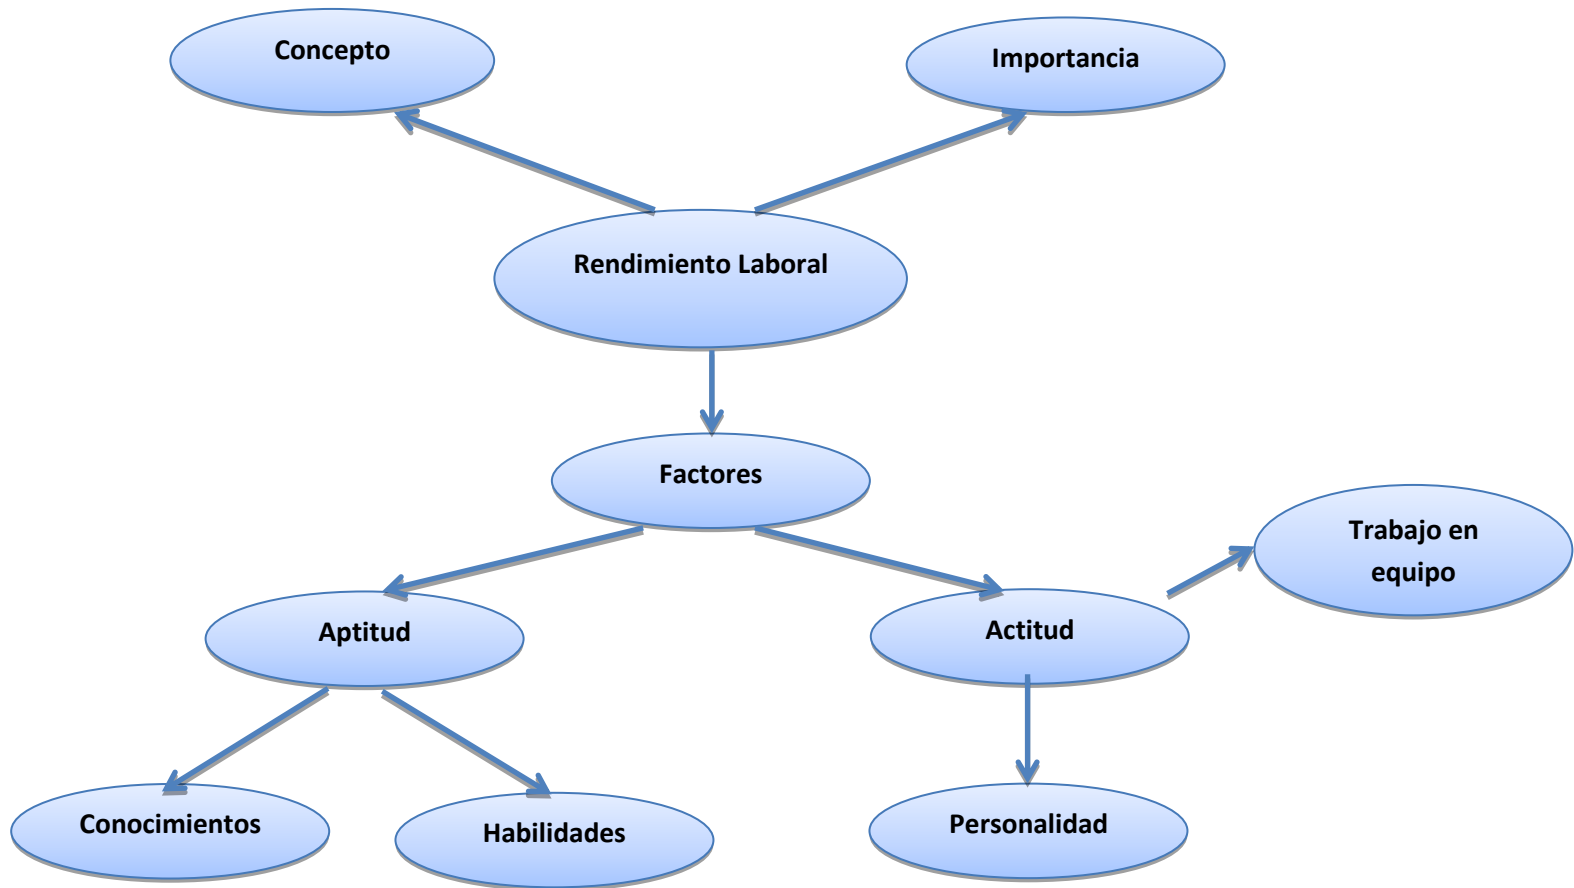 Concepto
Importancia
Rendimiento Laboral
Factores
Trabajo en
equipo
Aptitud
Actitud
Conocimientos
Habilidades
Personalidad